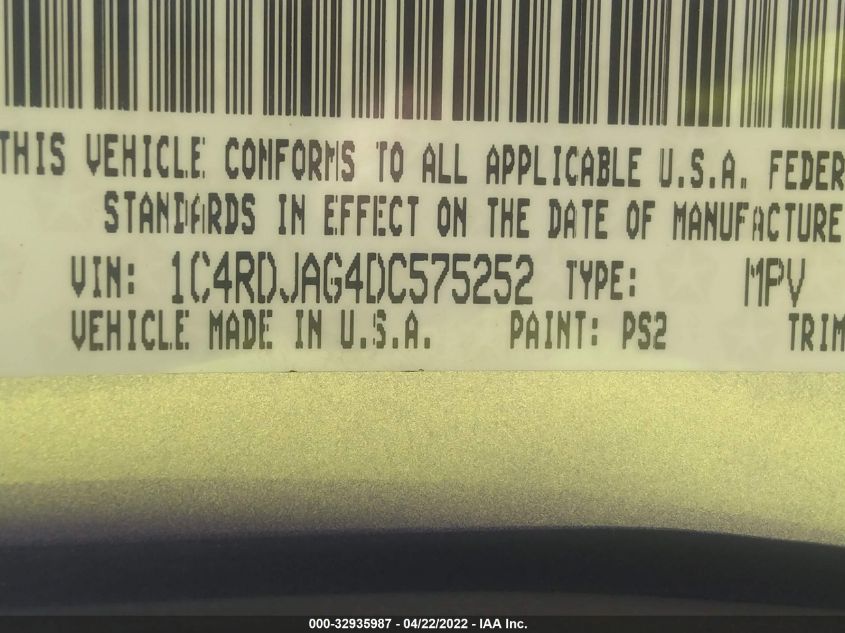 THIS VEHICLE CONFORMS TO ALL APPLICABLE U.S.A. FEDER
STANDARDS IN EFFECT ON THE DATE OF MANUFACTURE
VIN: 1C4RDJAG4DC575252 TYPE: MPV
VEHICLE MADE IN U.S.A. PAINT: PS2 TRIM
000-32935987 - 04/22/2022 - IAA Inc.